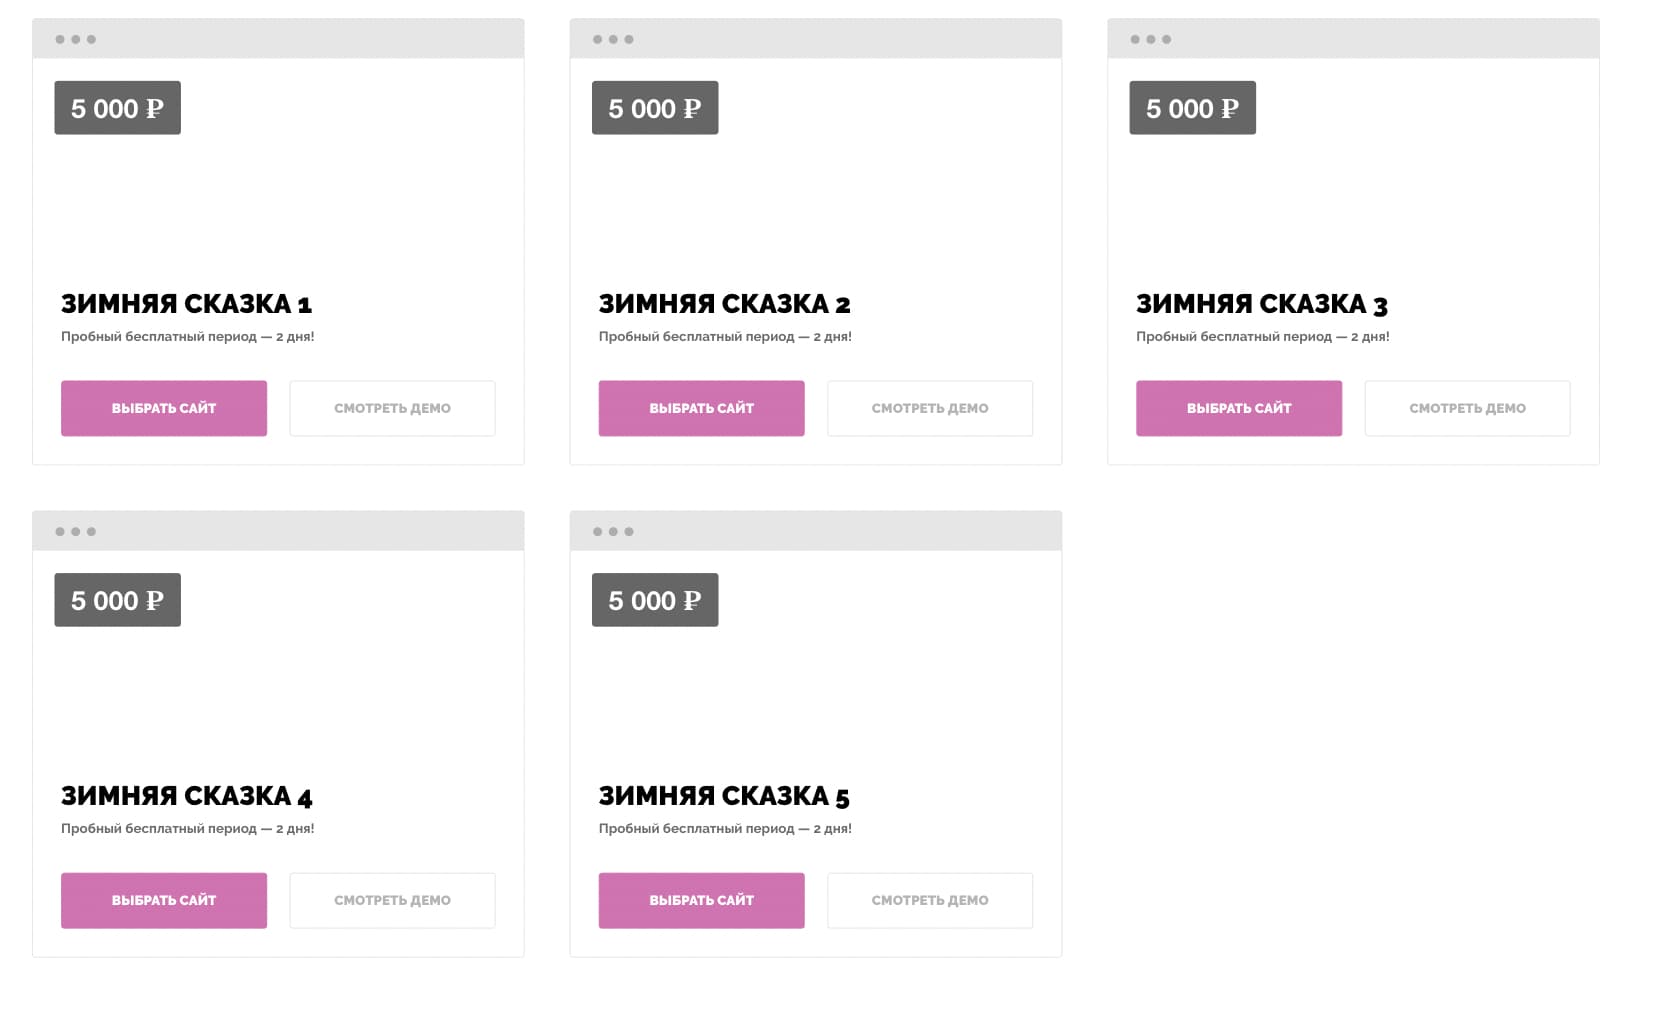 5 000 ₽
ЗИМНЯЯ СКАЗКА 1
Пробный бесплатный период — 2 дня!
ВЫБРАТЬ САЙТ
СМОТРЕТЬ ДЕМО
5 000 ₽
ЗИМНЯЯ СКАЗКА 2
Пробный бесплатный период — 2 дня!
ВЫБРАТЬ САЙТ
СМОТРЕТЬ ДЕМО
5 000 ₽
ЗИМНЯЯ СКАЗКА 3
Пробный бесплатный период — 2 дня!
ВЫБРАТЬ САЙТ
СМОТРЕТЬ ДЕМО
5 000 ₽
ЗИМНЯЯ СКАЗКА 4
Пробный бесплатный период — 2 дня!
ВЫБРАТЬ САЙТ
СМОТРЕТЬ ДЕМО
5 000 ₽
ЗИМНЯЯ СКАЗКА 5
Пробный бесплатный период — 2 дня!
ВЫБРАТЬ САЙТ
СМОТРЕТЬ ДЕМО